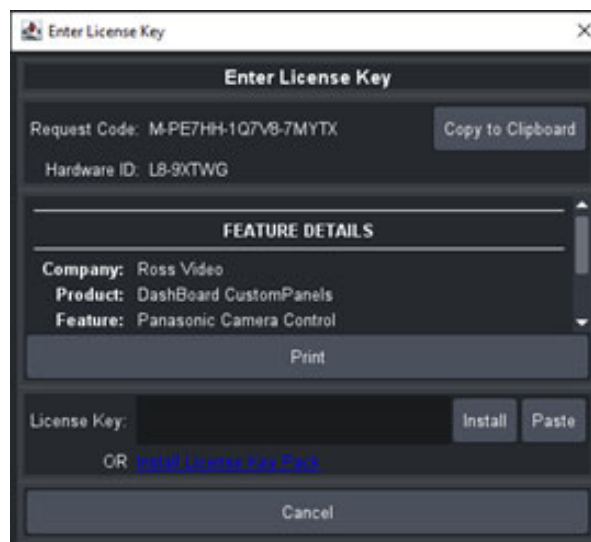 Enter License Key
Enter License Key
Request Code: M-PE7HH-1Q7V8-7MYTX Copy to Clipboard
Hardware ID: L8-9XTWG
FEATURE DETAILS
Company: Ross Video
Product: DashBoard CustomPanels
Feature: Panasonic Camera Control
Print
License Key: Install Paste
OR Install License Key Pack
Cancel